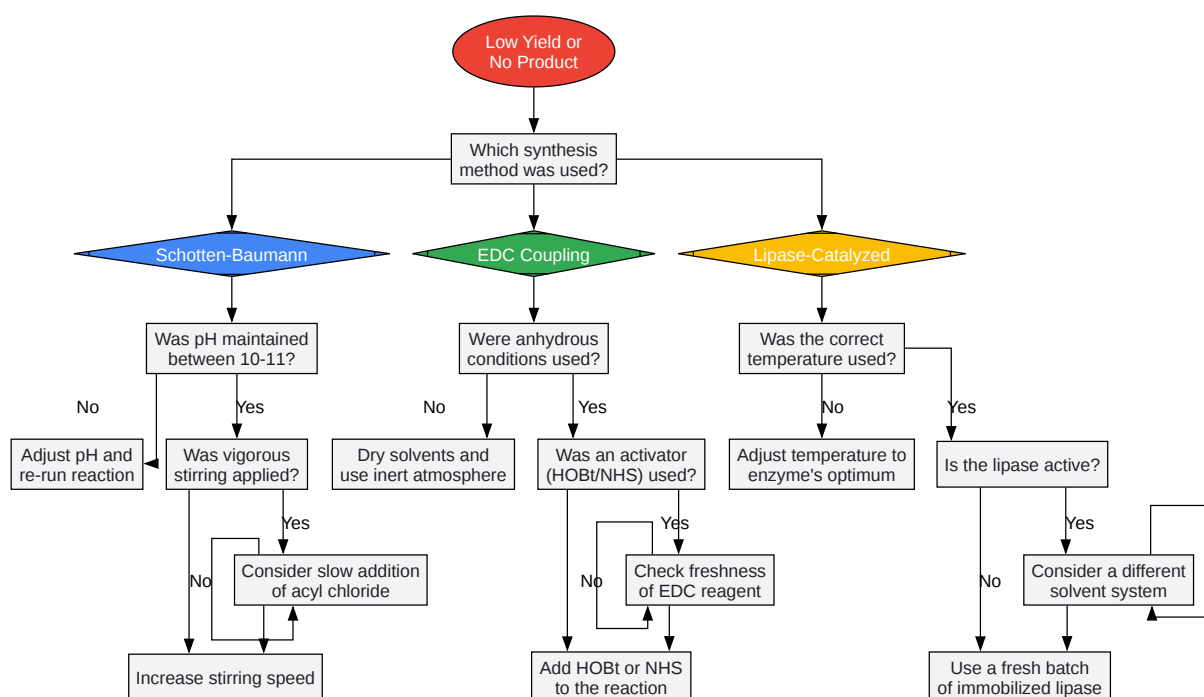 Low Yield or
No Product
Which synthesis
method was used?
Schotten-Baumann
EDC Coupling
Lipase-Catalyzed
Was pH maintained
between 10-11?
Were anhydrous
conditions used?
Was the correct
temperature used?
No
Yes
No
Yes
No
Yes
Adjust pH and
re-run reaction
Was vigorous
stirring applied?
Dry solvents and
use inert atmosphere
Was an activator
(HOBt/NHS) used?
Adjust temperature to
enzyme's optimum
Is the lipase active?
Yes
Yes
Yes
No
Consider slow addition
of acyl chloride
No
Check freshness
of EDC reagent
No
Consider a different
solvent system
Increase stirring speed
Add HOBt or NHS
to the reaction
Use a fresh batch
of immobilized lipase